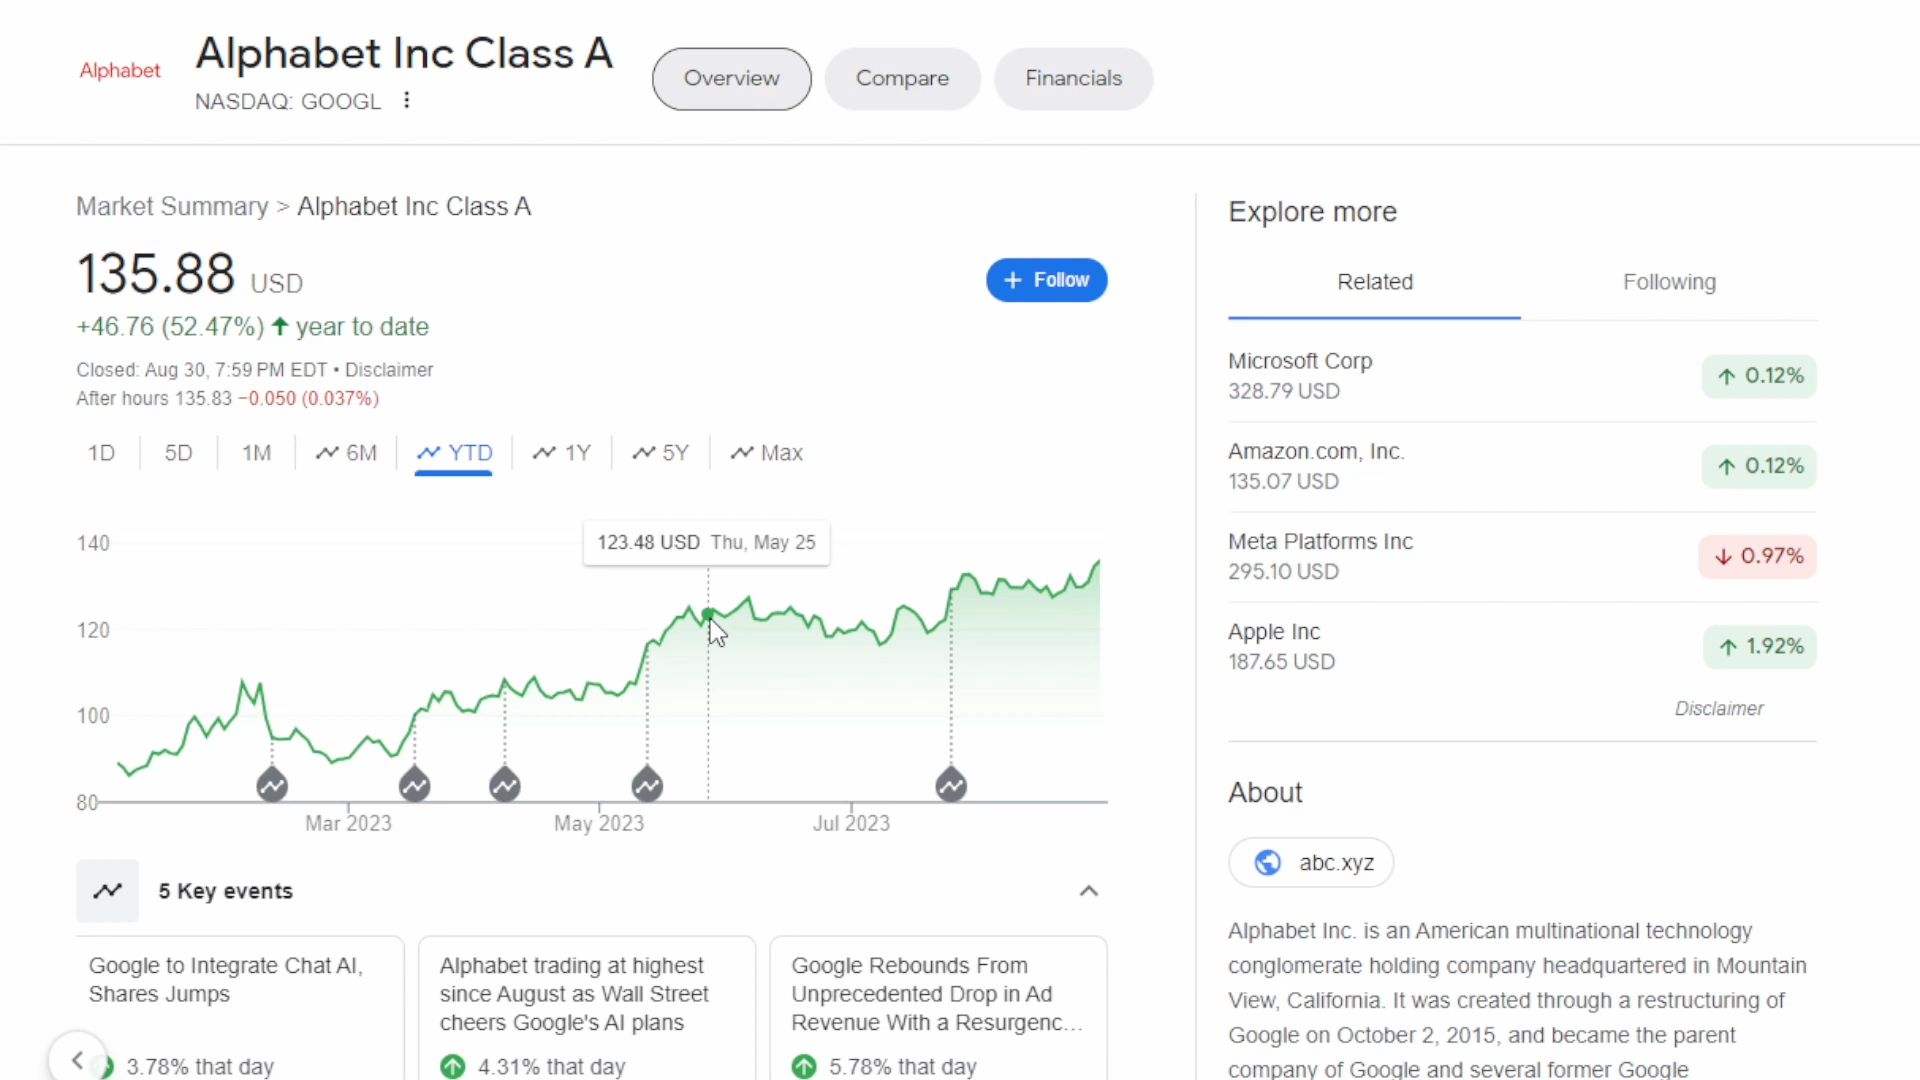 Alphabet
Alphabet Inc Class A
NASDAQ: GOOGL
Overview
Compare
Financials
Market Summary > Alphabet Inc Class A
135.88 USD
+46.76 (52.47%) year to date
Closed: Aug 30, 7:59 PM EDT • Disclaimer
After hours 135.83 −0.050 (0.037%)
+ Follow
1D
5D
1M
6M
YTD
1Y
5Y
Max
123.48 USD Thu, May 25
140
120
100
80
Mar 2023
May 2023
Jul 2023
5 Key events
Google to Integrate Chat AI,
Shares Jumps
3.78% that day
Alphabet trading at highest
since August as Wall Street
cheers Google's AI plans
4.31% that day
Google Rebounds From
Unprecedented Drop in Ad
Revenue With a Resurgenc...
5.78% that day
Explore more
Related
Following
Microsoft Corp
328.79 USD
0.12%
Amazon.com, Inc.
135.07 USD
0.12%
Meta Platforms Inc
295.10 USD
0.97%
Apple Inc
187.65 USD
1.92%
Disclaimer
About
abc.xyz
Alphabet Inc. is an American multinational technology
conglomerate holding company headquartered in Mountain
View, California. It was created through a restructuring of
Google on October 2, 2015, and became the parent
company of Google and several former Google